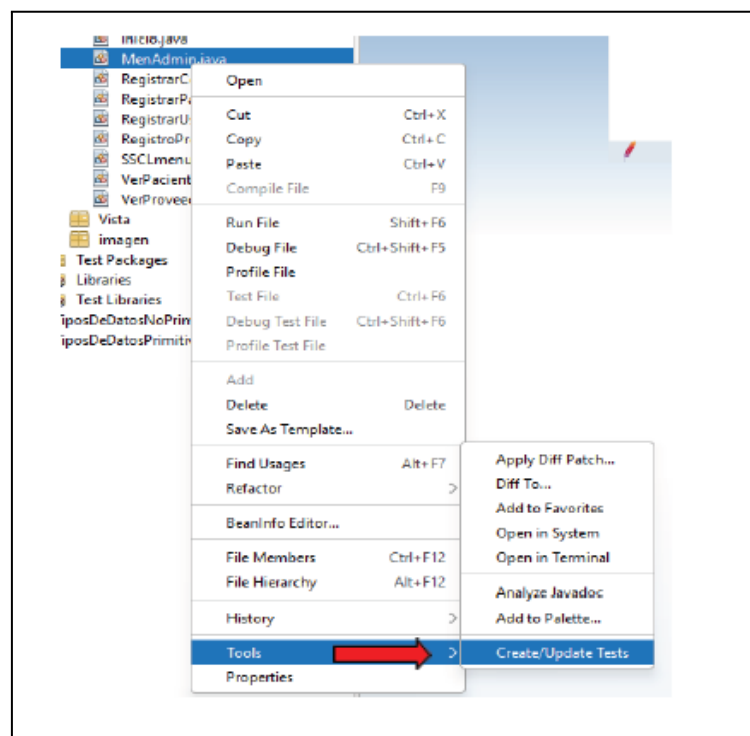 Inicio.java
MenAdmin.java
RegistrarC
RegistrarPa
RegistrarU
RegistroPr
SSCLmenu
VerPacient
VerProveed
Vista
imagen
Test Packages
Libraries
Test Libraries
iposDeDatosNoPrim
iposDeDatosPrimitiv
Open
Cut Ctrl+X
Copy Ctrl+C
Paste Ctrl+V
Compile File F9
Run File Shift+F6
Debug File Ctrl+Shift+F5
Profile File
Test File Ctrl+F6
Debug Test File Ctrl+Shift+F6
Profile Test File
Add
Delete Delete
Save As Template...
Find Usages Alt+F7
Refactor
BeanInfo Editor...
File Members Ctrl+F12
File Hierarchy Alt+F12
History
Tools
Properties
Apply Diff Patch...
Diff To...
Add to Favorites
Open in System
Open in Terminal
Analyze Javadoc
Add to Palette...
Create/Update Tests